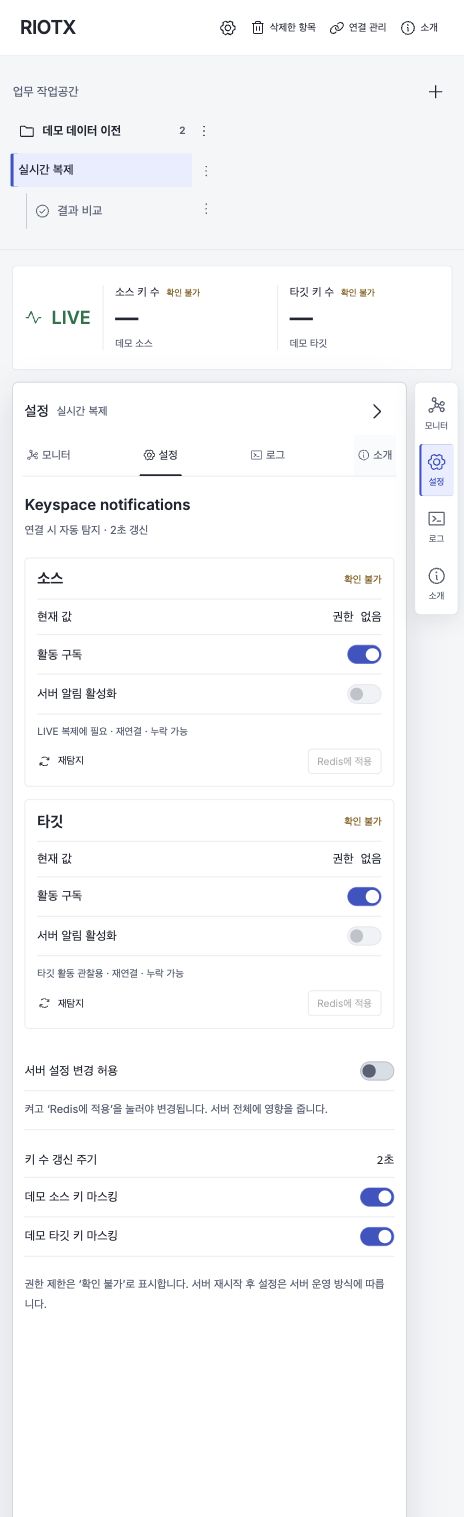 RIOTX
삭제한 항목
연결 관리
소개
업무 작업공간
데모 데이터 이전 2
실시간 복제
결과 비교
LIVE
소스 키 수 확인 불가
—
데모 소스
타깃 키 수 확인 불가
—
데모 타깃
설정 실시간 복제
모니터
설정
로그
소개
모니터
설정
로그
소개
Keyspace notifications
연결 시 자동 탐지 · 2초 갱신
소스 확인 불가
현재 값 권한 없음
활동 구독
서버 알림 활성화
LIVE 복제에 필요 · 재연결 · 누락 가능
재탐지 Redis에 적용
타깃 확인 불가
현재 값 권한 없음
활동 구독
서버 알림 활성화
타깃 활동 관찰용 · 재연결 · 누락 가능
재탐지 Redis에 적용
서버 설정 변경 허용
켜고 ‘Redis에 적용’을 눌러야 변경됩니다. 서버 전체에 영향을 줍니다.
키 수 갱신 주기 2초
데모 소스 키 마스킹
데모 타깃 키 마스킹
권한 제한은 ‘확인 불가’로 표시합니다. 서버 재시작 후 설정은 서버 운영 방식에 따릅
니다.